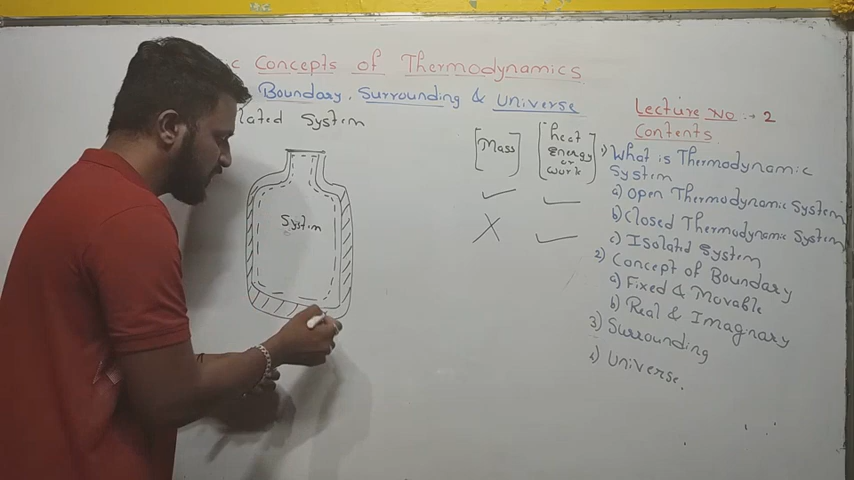 c Concepts of Thermodynamics
Boundary, Surrounding & Universe
lated System
System
[Mass]
[heat
Energy
or
work]
Lecture No :- 2
Contents
1) What is Thermodynamic
System
a) Open Thermodynamic System
b) Closed Thermodynamic System
c) Isolated System
2) Concept of Boundary
a) Fixed & Movable
b) Real & Imaginary
3) Surrounding
4) Universe.